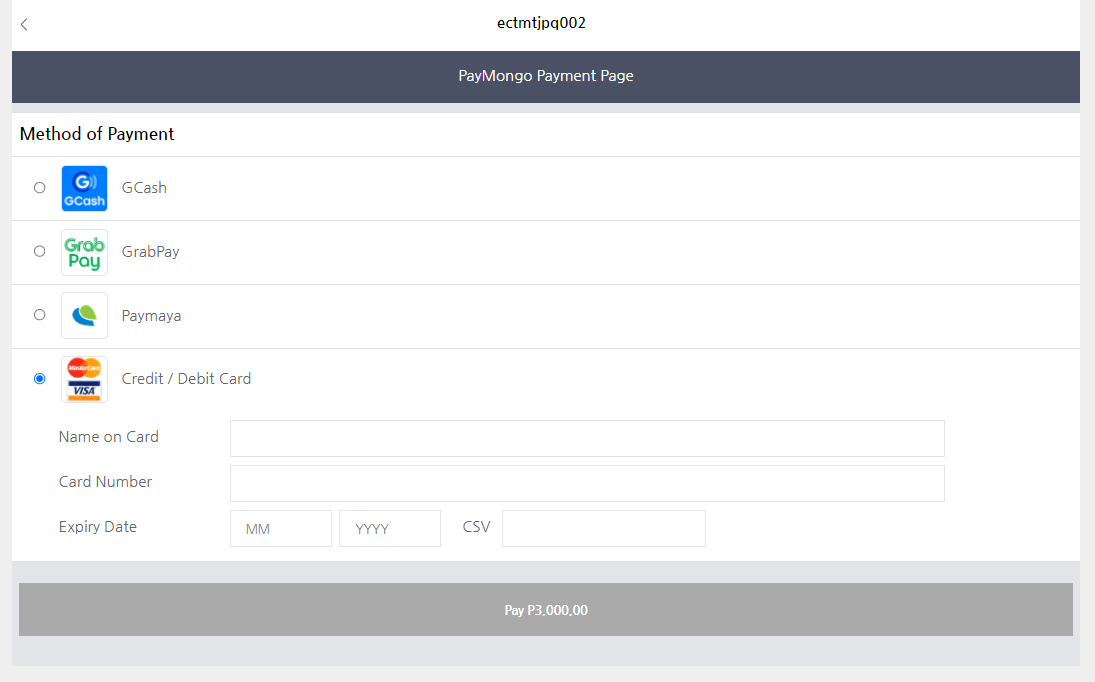 ectmtjpq002
PayMongo Payment Page
Method of Payment
G)) GCash
GCash
Grab Pay
GrabPay
Paymaya
MasterCard
VISA
Credit / Debit Card
Name on Card
Card Number
Expiry Date MM YYYY CSV
Pay P3,000.00